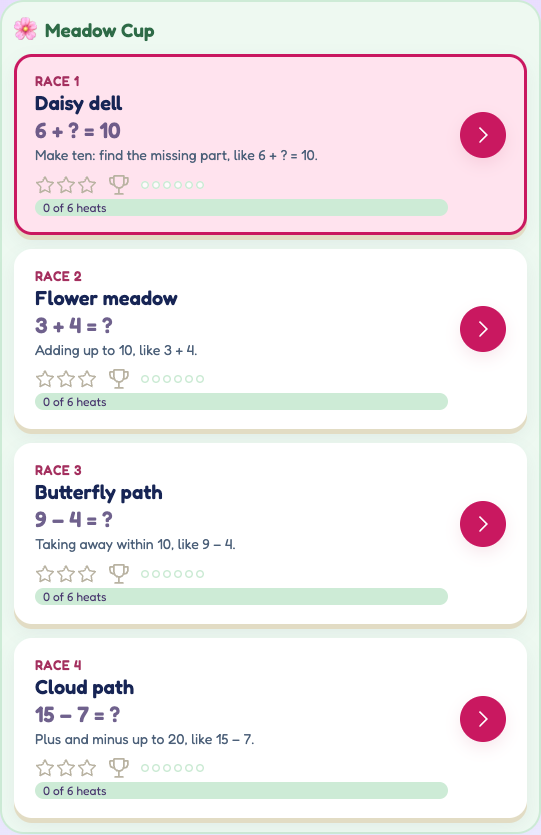 Meadow Cup
RACE 1
Daisy dell
6 + ? = 10
Make ten: find the missing part, like 6 + ? = 10.
0 of 6 heats
RACE 2
Flower meadow
3 + 4 = ?
Adding up to 10, like 3 + 4.
0 of 6 heats
RACE 3
Butterfly path
9 – 4 = ?
Taking away within 10, like 9 – 4.
0 of 6 heats
RACE 4
Cloud path
15 – 7 = ?
Plus and minus up to 20, like 15 – 7.
0 of 6 heats